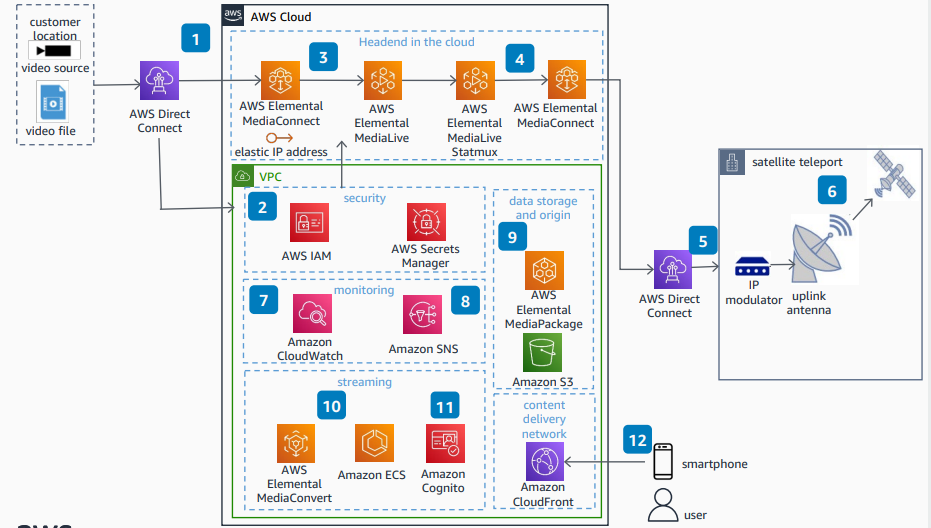 customer
location
video source
video file
1
AWS Direct
Connect
aws
AWS Cloud
Headend in the cloud
3
4
AWS Elemental
MediaConnect
elastic IP address
AWS
Elemental
MediaLive
AWS
Elemental
MediaLive
Statmux
AWS Elemental
MediaConnect
VPC
security
2
AWS IAM
AWS Secrets
Manager
monitoring
7
8
Amazon
CloudWatch
Amazon SNS
streaming
10
11
AWS
Elemental
MediaConvert
Amazon ECS
Amazon
Cognito
data storage
and origin
9
AWS
Elemental
MediaPackage
Amazon S3
content
delivery
network
Amazon
CloudFront
12
smartphone
user
5
AWS Direct
Connect
satellite teleport
6
IP
modulator
uplink
antenna
aws